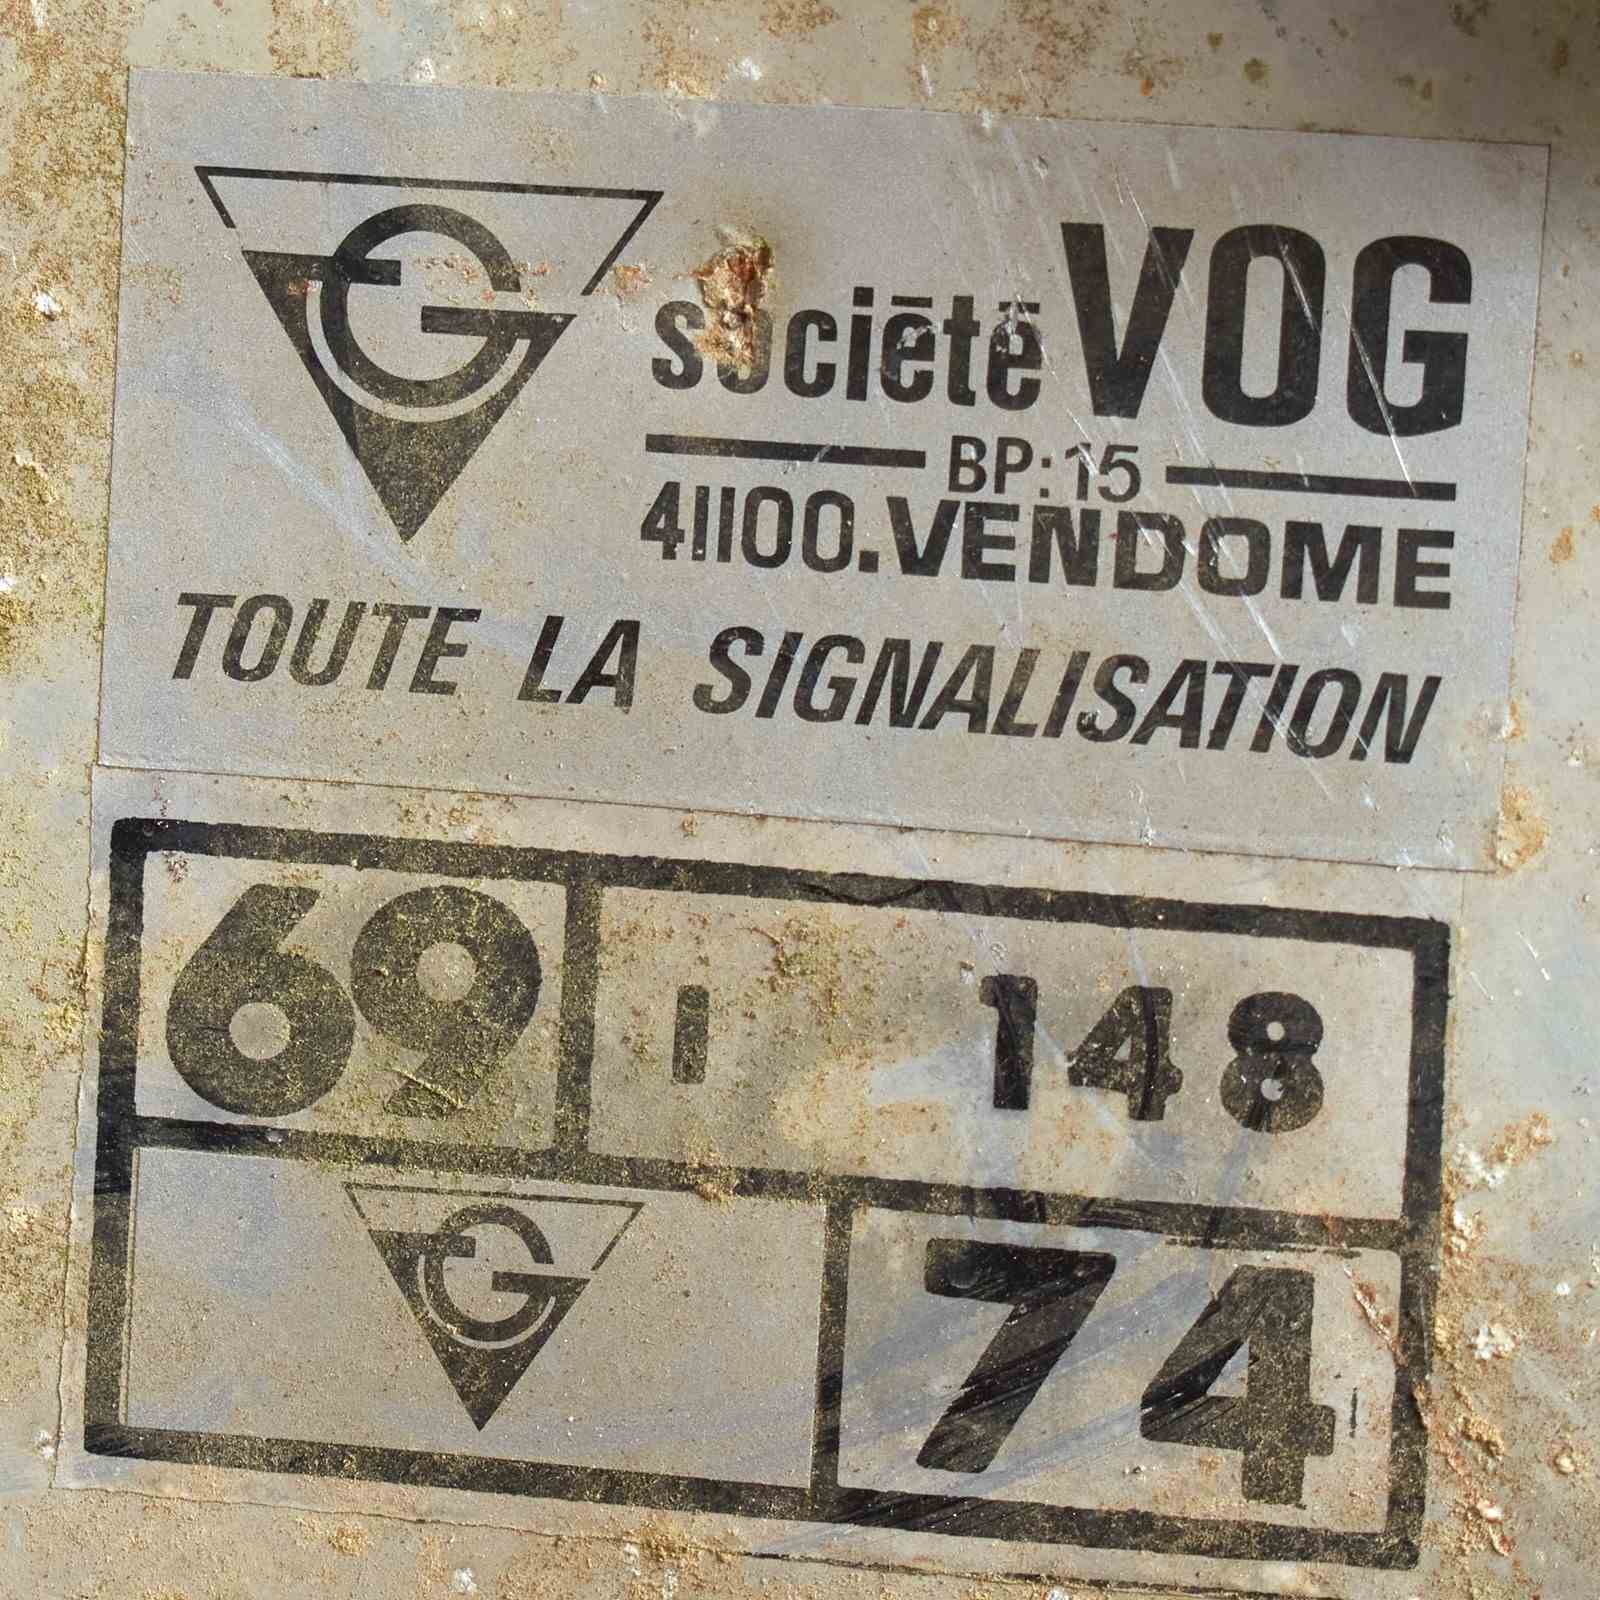 société VOG
BP: 15
41100.VENDOME
TOUTE LA SIGNALISATION
69 I 148
74